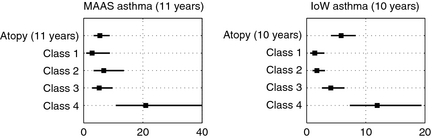 MAAS asthma (11 years)
Atopy (11 years)
Class 1
Class 2
Class 3
Class 4
0 20 40
IoW asthma (10 years)
Atopy (10 years)
Class 1
Class 2
Class 3
Class 4
0 10 20